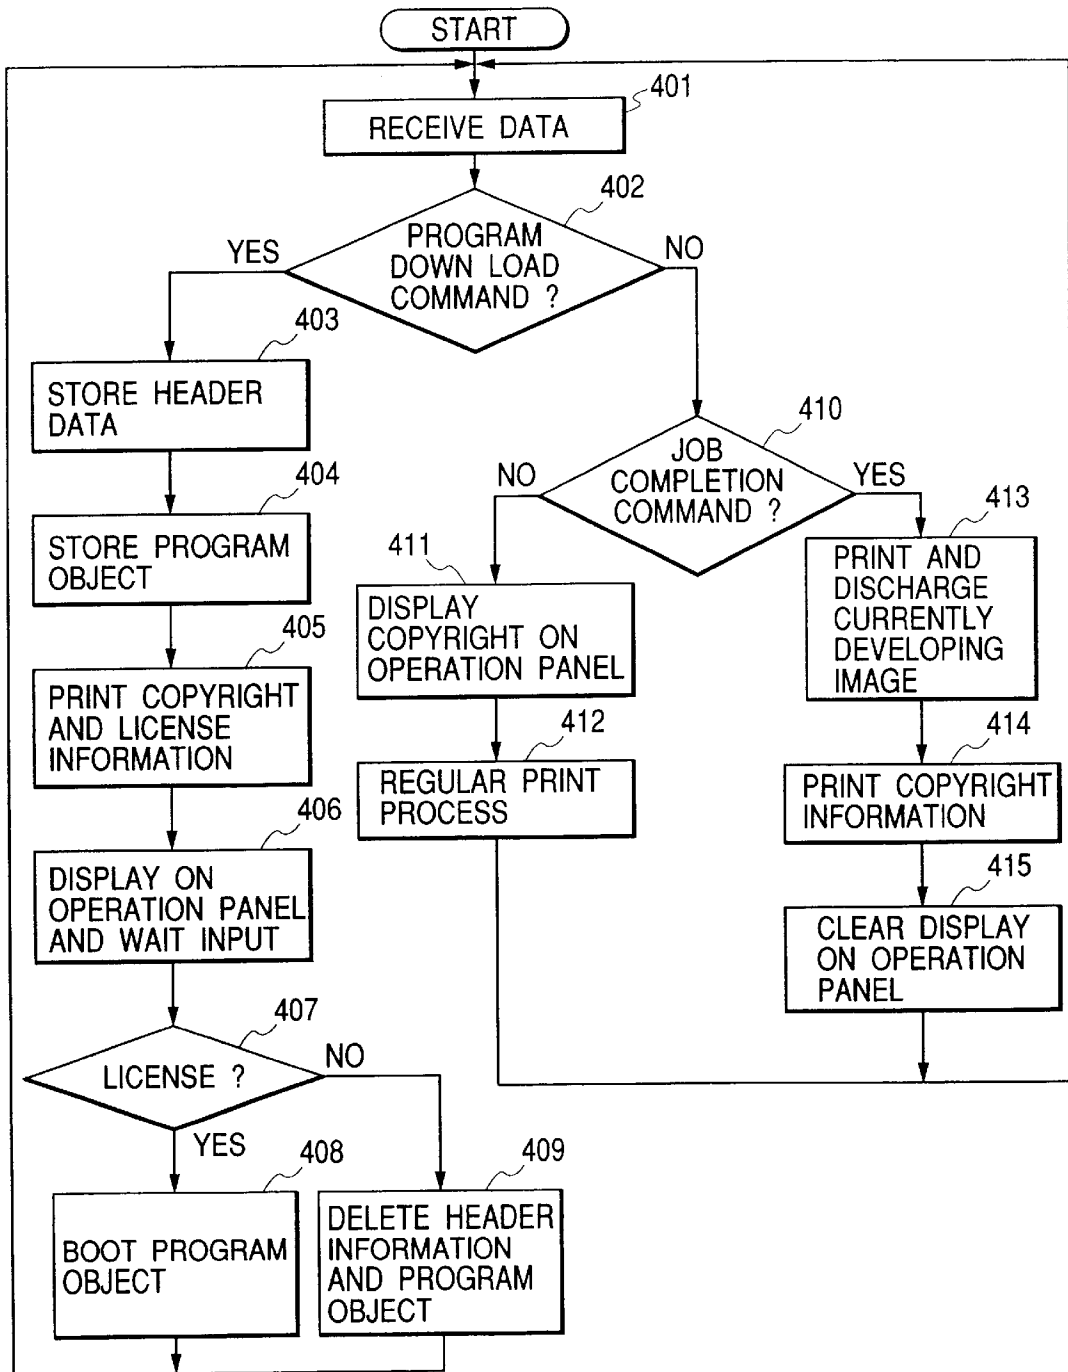 START
401
RECEIVE DATA
402
PROGRAM
DOWN LOAD
COMMAND ?
YES
NO
403
STORE HEADER
DATA
404
STORE PROGRAM
OBJECT
405
PRINT COPYRIGHT
AND LICENSE
INFORMATION
406
DISPLAY ON
OPERATION PANEL
AND WAIT INPUT
407
LICENSE ?
NO
YES
408
BOOT PROGRAM
OBJECT
409
DELETE HEADER
INFORMATION
AND PROGRAM
OBJECT
410
JOB
COMPLETION
COMMAND ?
NO
YES
411
DISPLAY
COPYRIGHT ON
OPERATION PANEL
412
REGULAR PRINT
PROCESS
413
PRINT AND
DISCHARGE
CURRENTLY
DEVELOPING
IMAGE
414
PRINT COPYRIGHT
INFORMATION
415
CLEAR DISPLAY
ON OPERATION
PANEL